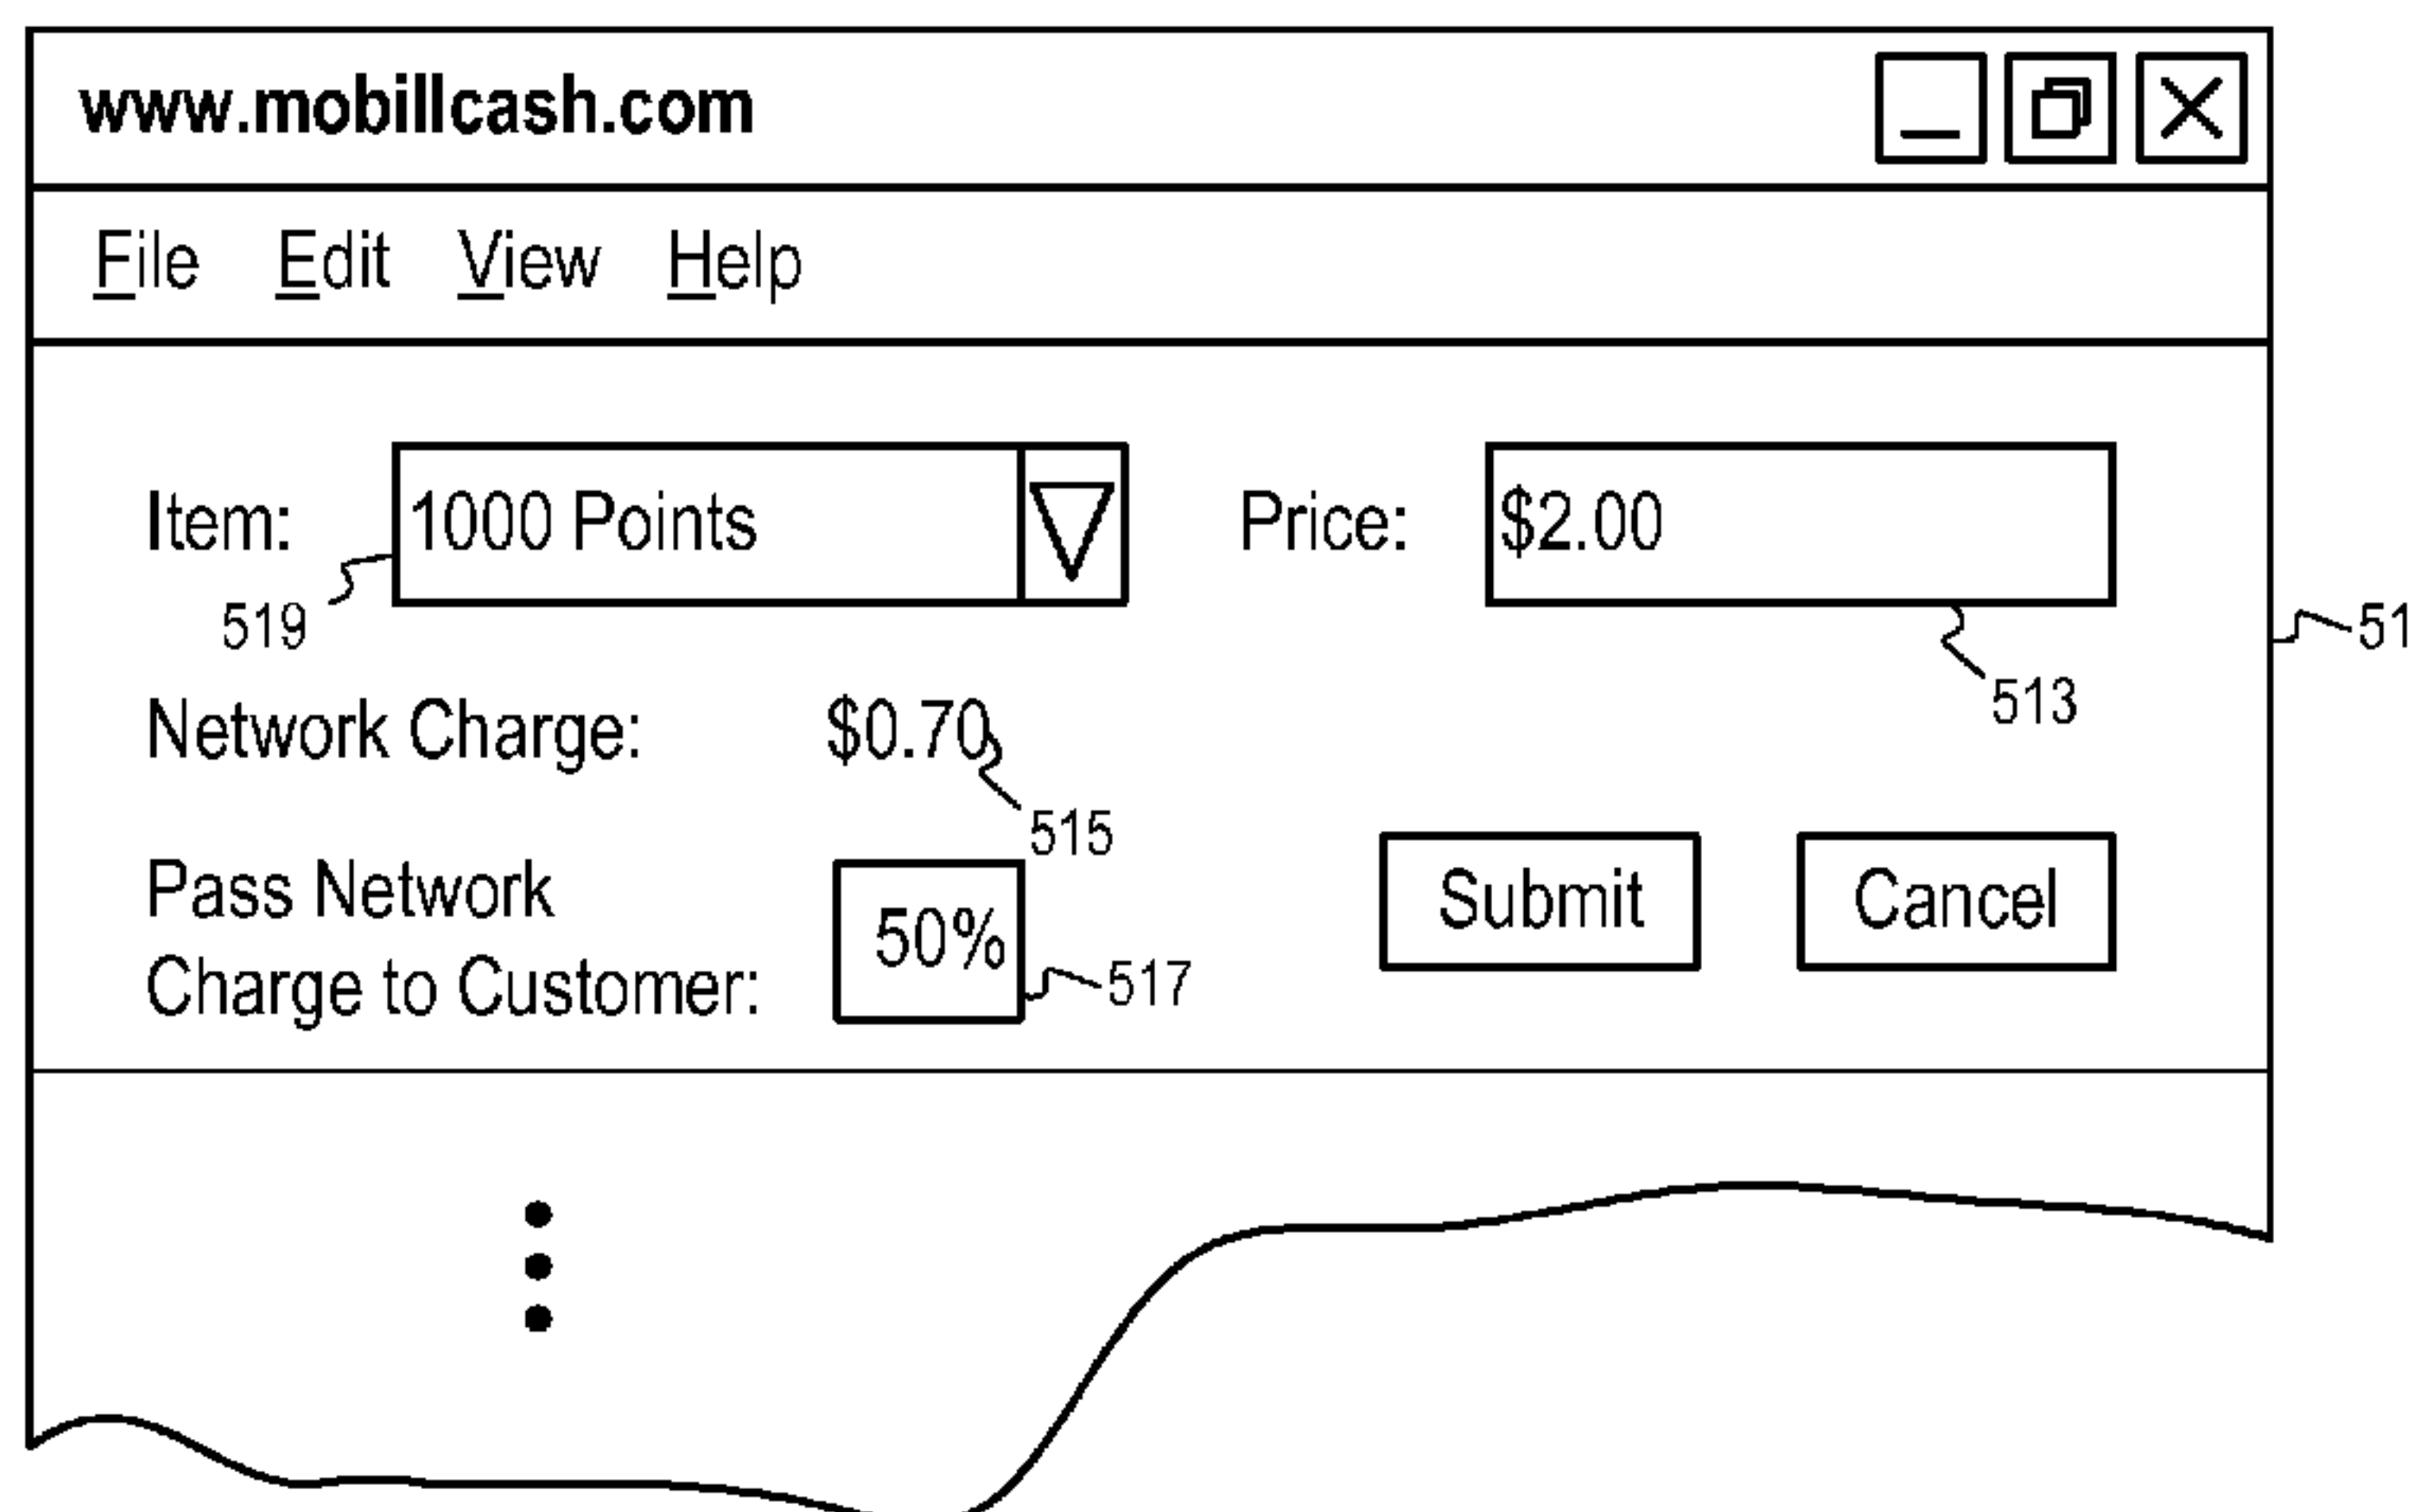 www.mobillcash.com
File Edit View Help
Item: 1000 Points Price: $2.00
519
51
513
Network Charge: $0.70
515
Pass Network
Charge to Customer: 50%
Submit Cancel
517